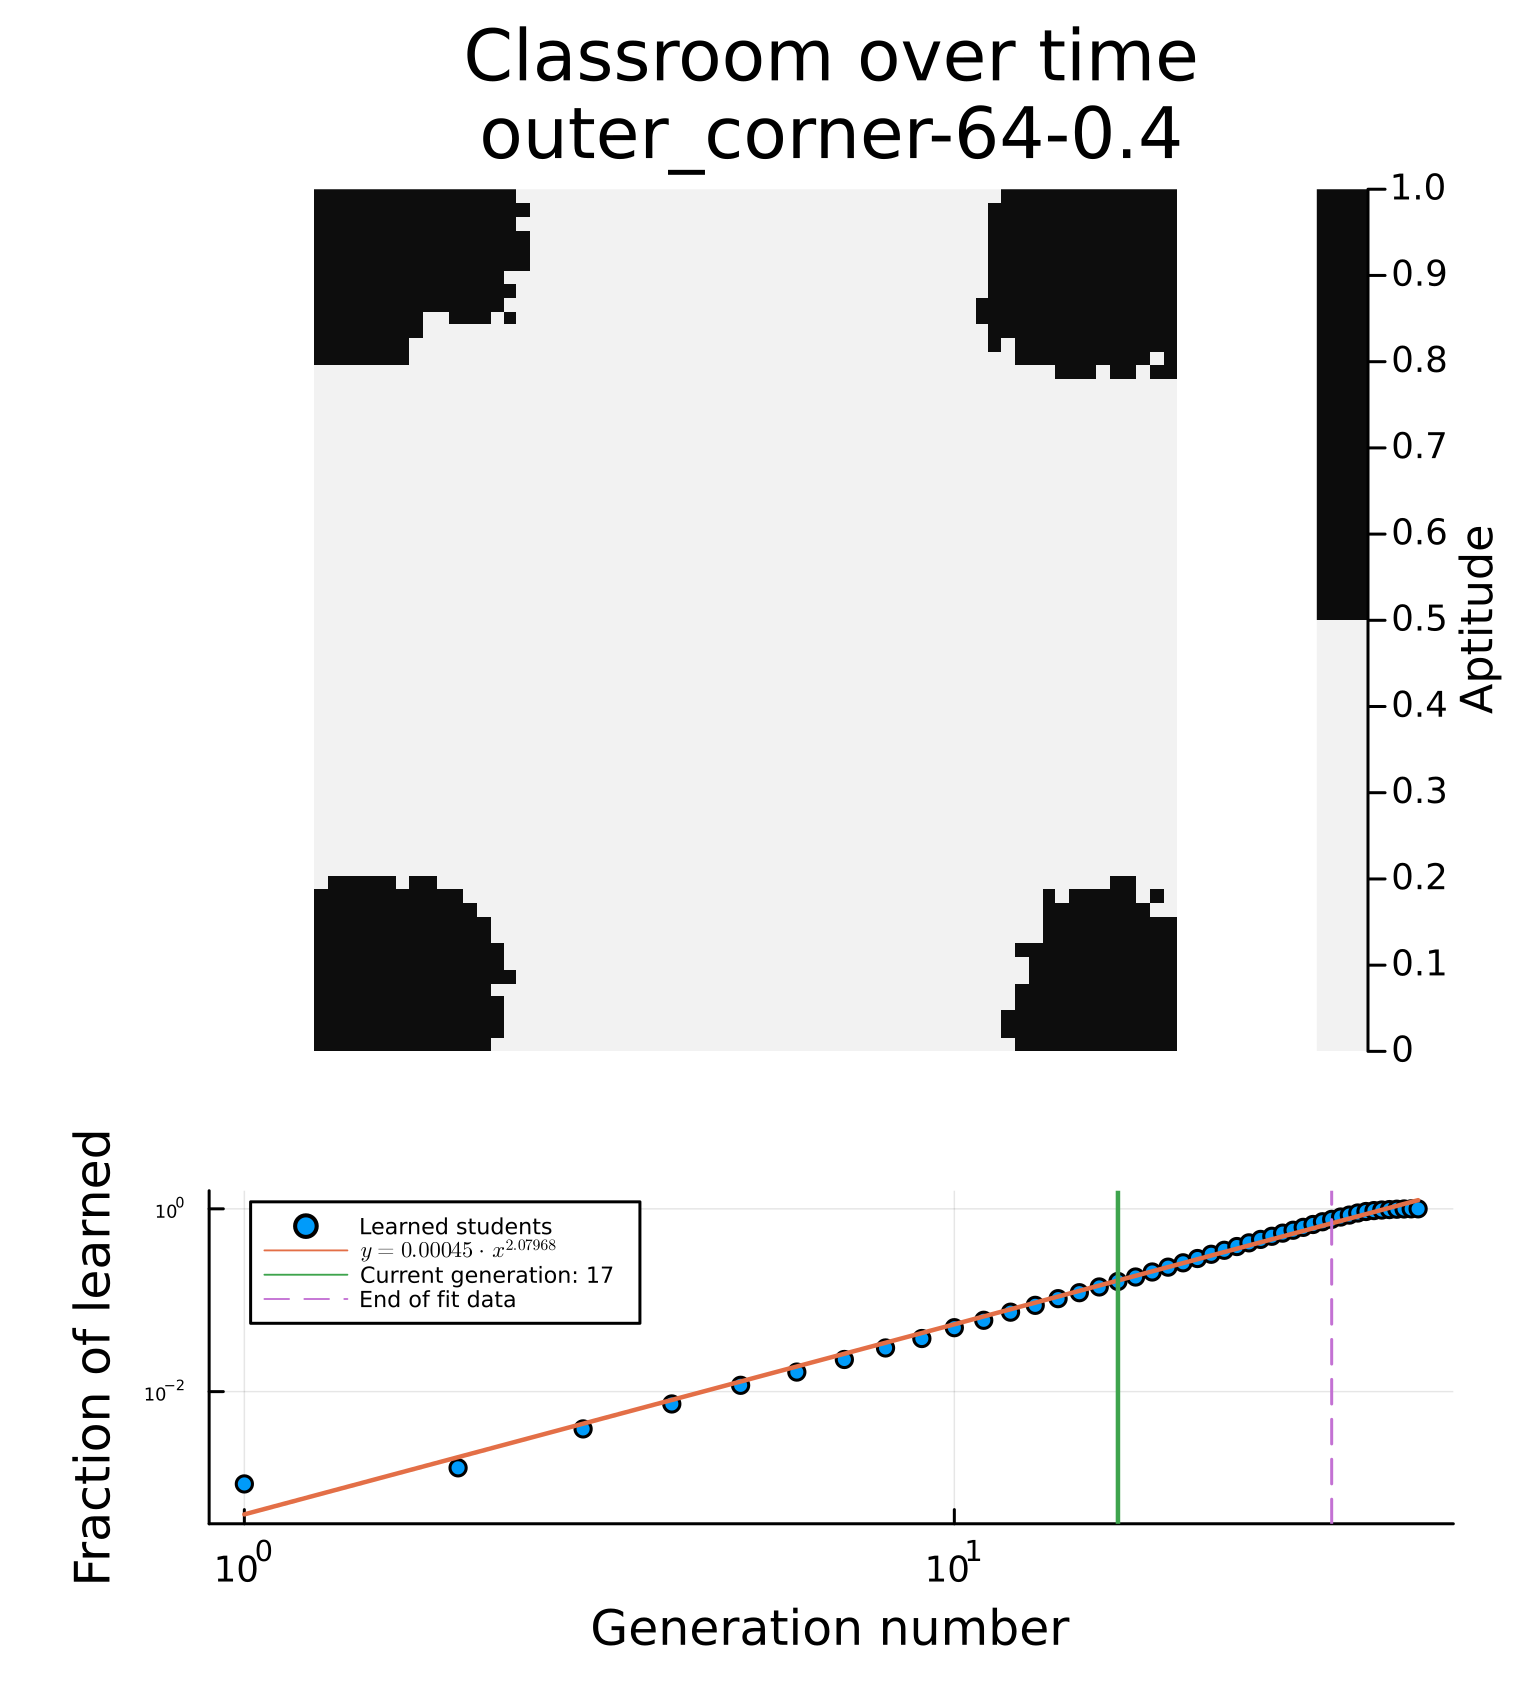 Classroom over time
outer_corner-64-0.4
1.0
0.9
0.8
0.7
0.6
0.5
0.4
0.3
0.2
0.1
0
Aptitude
Fraction of learned
10⁰
10⁻²
Learned students
y = 0.00045 · x^2.07968
Current generation: 17
End of fit data
10⁰
10¹
Generation number